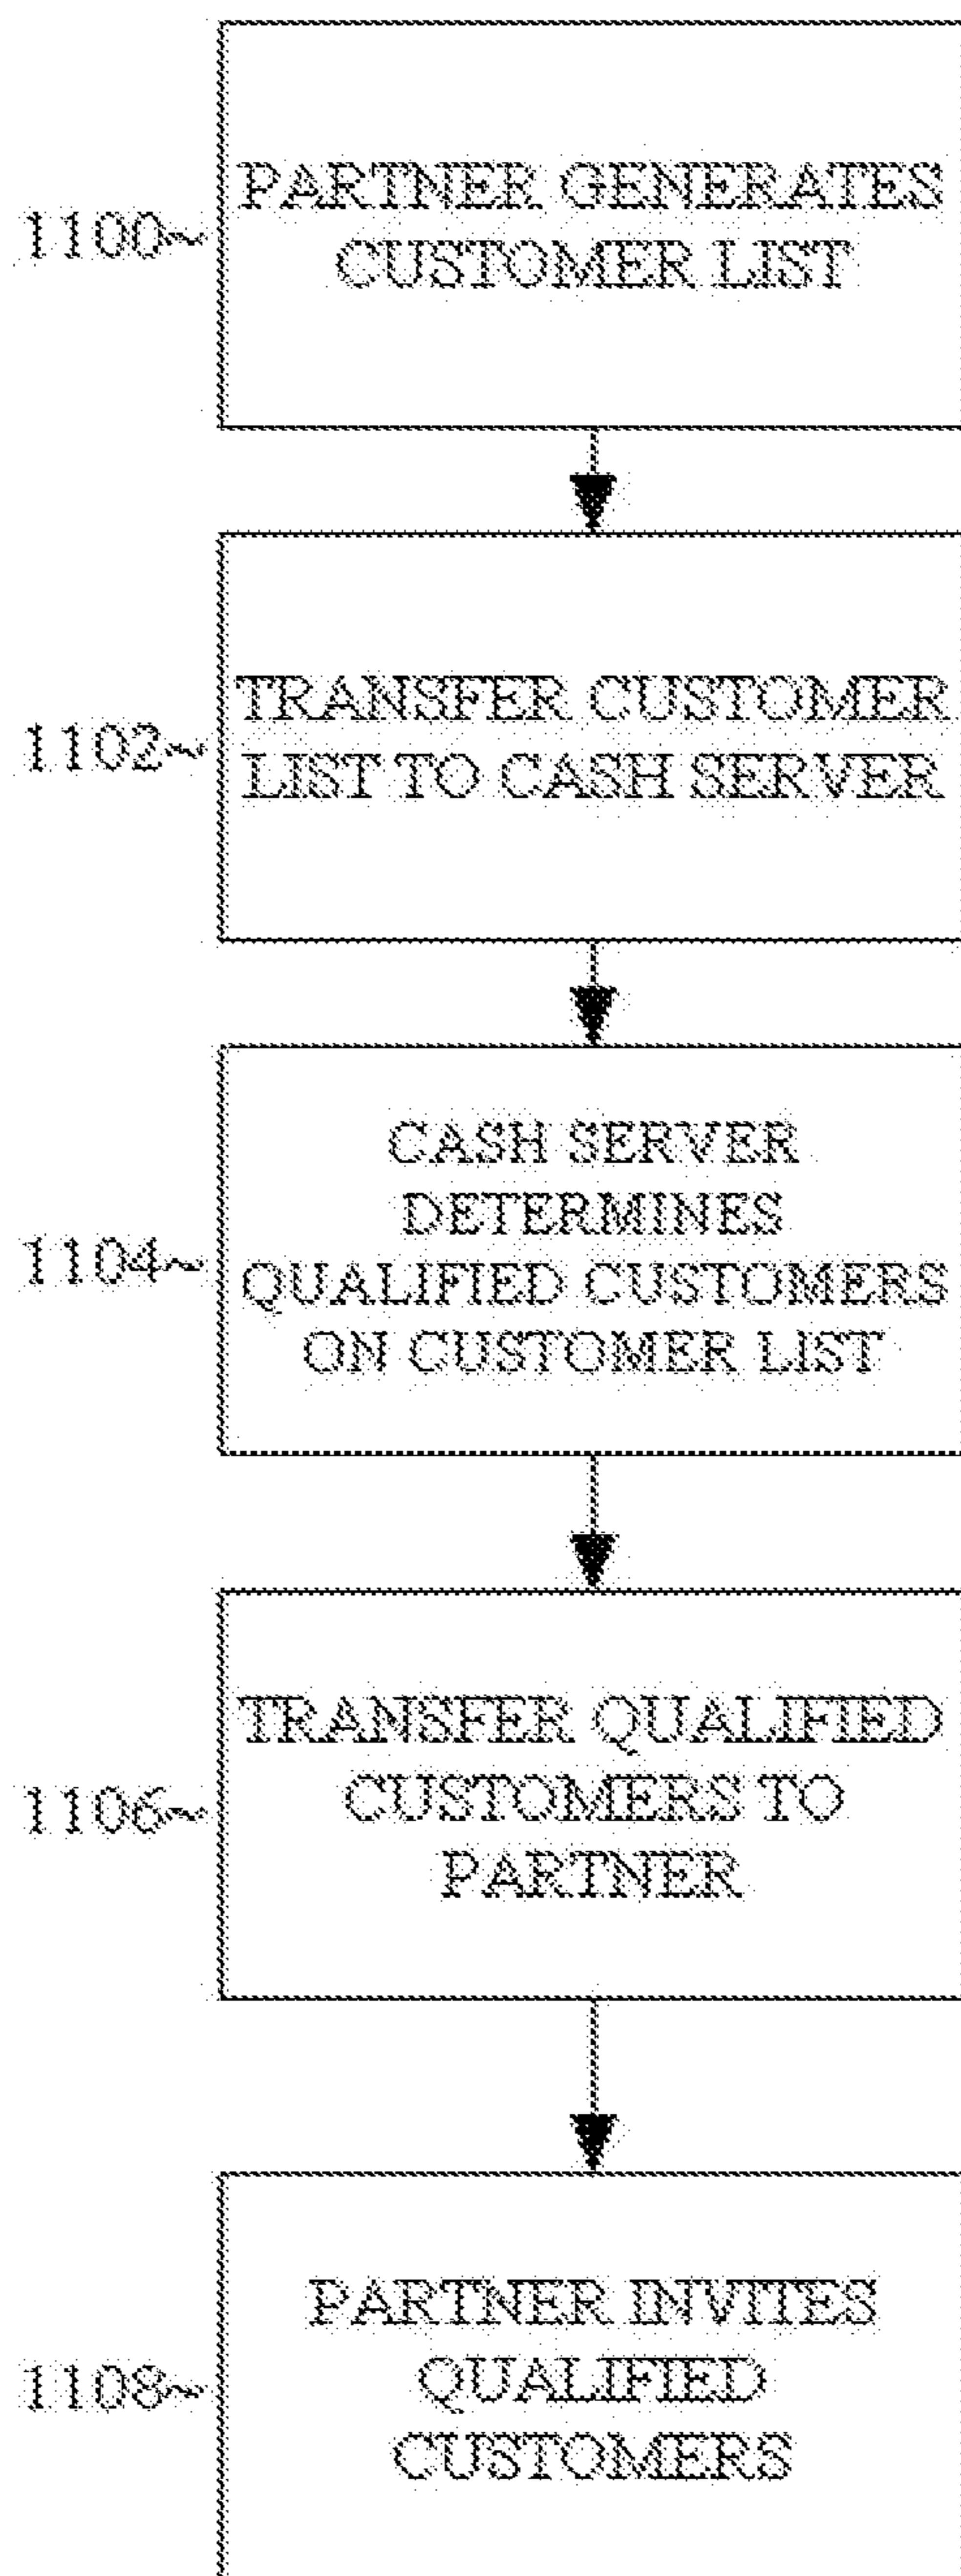 PARTNER GENERATES
CUSTOMER LIST
1100~
TRANSFER CUSTOMER
LIST TO CASH SERVER
1102~
CASH SERVER
DETERMINES
QUALIFIED CUSTOMERS
ON CUSTOMER LIST
1104~
TRANSFER QUALIFIED
CUSTOMERS TO
PARTNER
1106~
PARTNER INVITES
QUALIFIED
CUSTOMERS
1108~